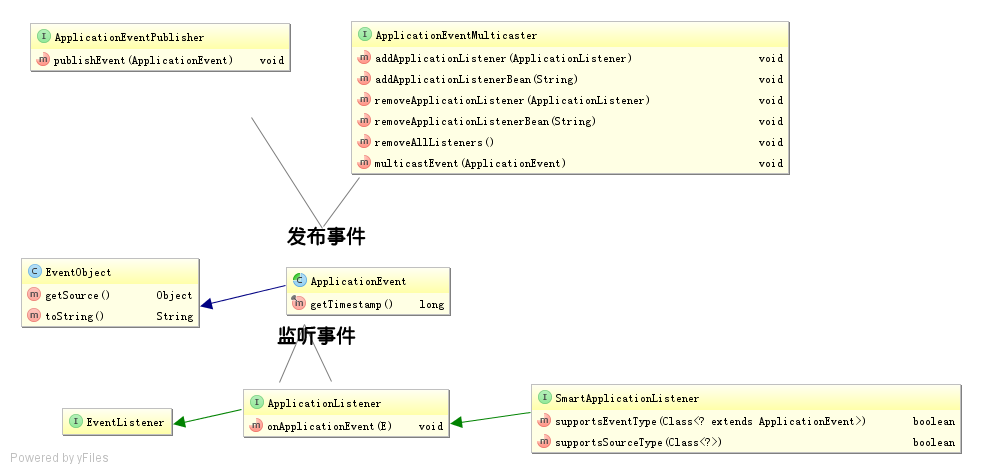 I ApplicationEventPublisher
m publishEvent(ApplicationEvent) void
I ApplicationEventMulticaster
m addApplicationListener(ApplicationListener) void
m addApplicationListenerBean(String) void
m removeApplicationListener(ApplicationListener) void
m removeApplicationListenerBean(String) void
m removeAllListeners() void
m multicastEvent(ApplicationEvent) void
发布事件
C EventObject
m getSource() Object
m toString() String
C ApplicationEvent
m getTimestamp() long
监听事件
I EventListener
I ApplicationListener
m onApplicationEvent(E) void
I SmartApplicationListener
m supportsEventType(Class<? extends ApplicationEvent>) boolean
m supportsSourceType(Class<?>) boolean
Powered by yFiles